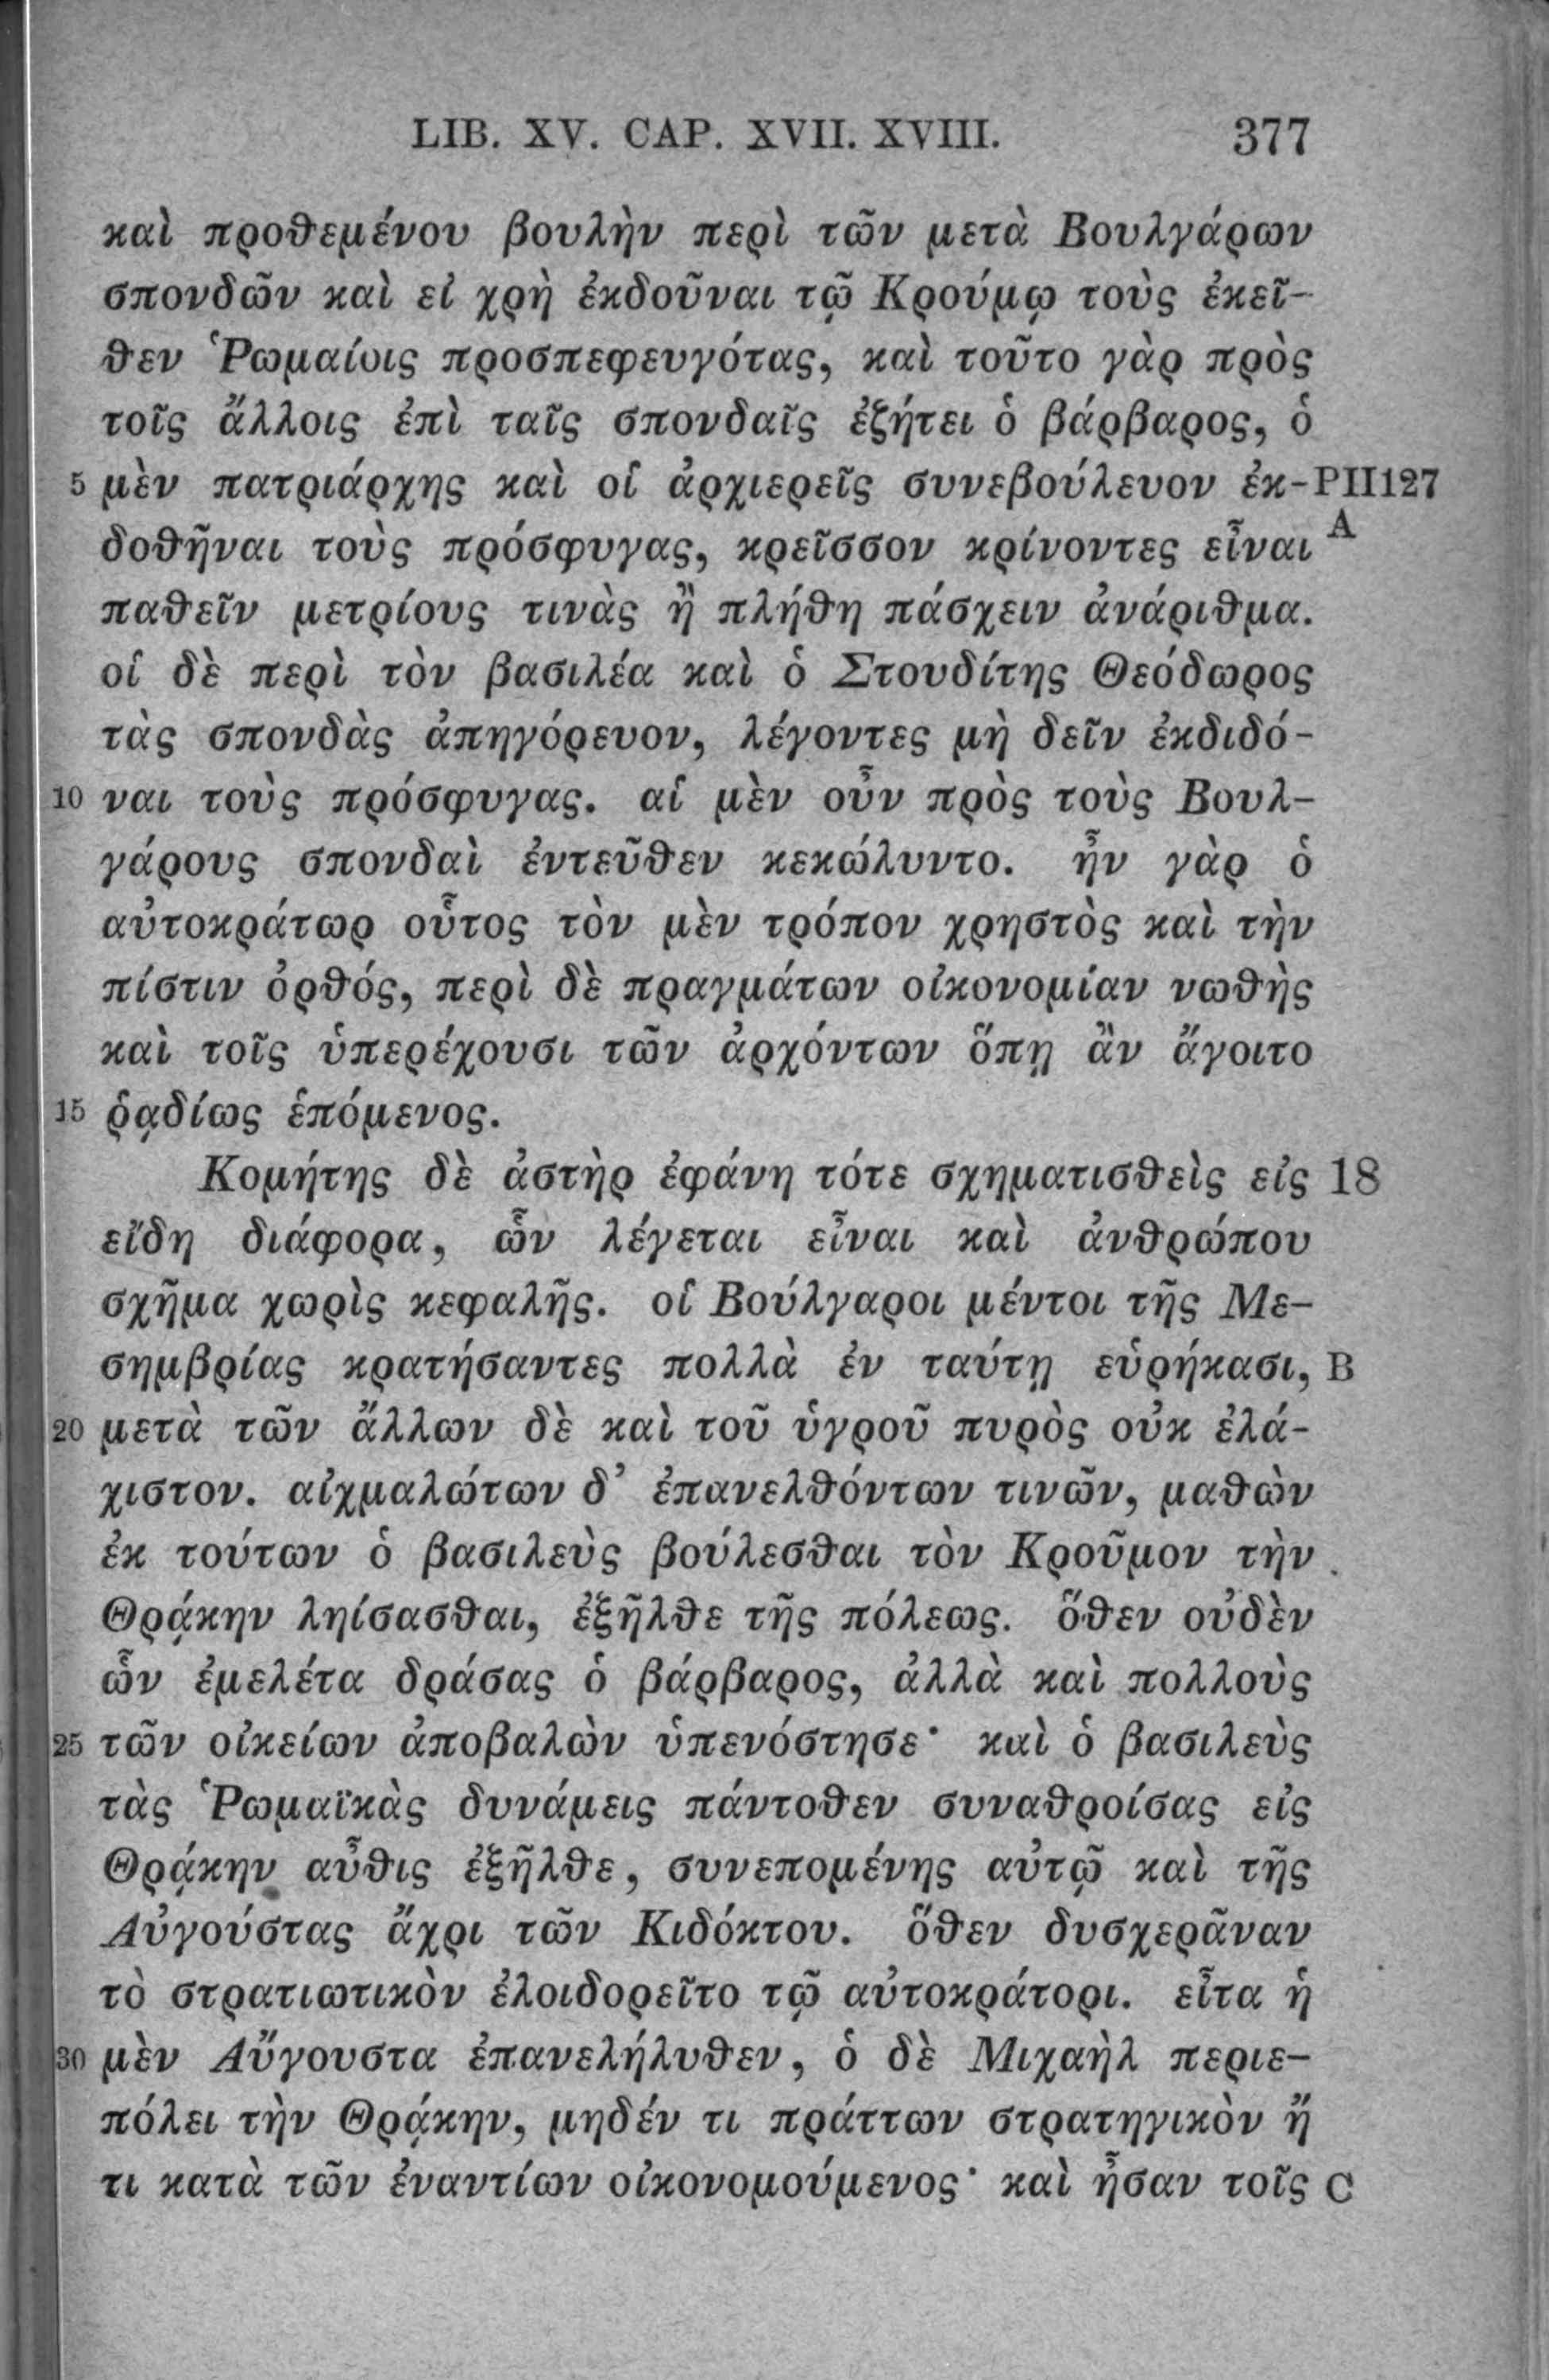 LIB. XV. CAP. XVII. XVIII. 377
καὶ προθεμένου βουλὴν περὶ τῶν μετὰ Βουλγάρων
σπονδῶν καὶ εἰ χρὴ ἐκδοῦναι τῷ Κρούμῳ τοὺς ἐκεῖ-
θεν Ῥωμαίοις προσπεφευγότας, καὶ τοῦτο γὰρ πρὸς
τοῖς ἄλλοις ἐπὶ ταῖς σπονδαῖς ἐξήτει ὁ βάρβαρος, ὁ
5 μὲν πατριάρχης καὶ οἱ ἀρχιερεῖς συνεβούλευον ἐκ- PII127
δοθῆναι τοὺς πρόσφυγας, κρεῖσσον κρίνοντες εἶναι A
παθεῖν μετρίους τινὰς ἢ πλήθη πάσχειν ἀνάριθμα.
οἱ δὲ περὶ τὸν βασιλέα καὶ ὁ Στουδίτης Θεόδωρος
τὰς σπονδὰς ἀπηγόρευον, λέγοντες μὴ δεῖν ἐκδιδό-
10 ναι τοὺς πρόσφυγας. αἱ μὲν οὖν πρὸς τοὺς Βουλ-
γάρους σπονδαὶ ἐντεῦθεν κεκώλυντο. ἦν γὰρ ὁ
αὐτοκράτωρ οὗτος τὸν μὲν τρόπον χρηστὸς καὶ τὴν
πίστιν ὀρθός, περὶ δὲ πραγμάτων οἰκονομίαν νωθὴς
καὶ τοῖς ὑπερέχουσι τῶν ἀρχόντων ὅπῃ ἂν ἄγοιτο
15 ῥᾳδίως ἑπόμενος.
Κομήτης δὲ ἀστὴρ ἐφάνη τότε σχηματισθεὶς εἰς 18
εἴδη διάφορα, ὧν λέγεται εἶναι καὶ ἀνθρώπου
σχῆμα χωρὶς κεφαλῆς. οἱ Βούλγαροι μέντοι τῆς Με-
σημβρίας κρατήσαντες πολλὰ ἐν ταύτῃ εὑρήκασι, B
20 μετὰ τῶν ἄλλων δὲ καὶ τοῦ ὑγροῦ πυρὸς οὐκ ἐλά-
χιστον. αἰχμαλώτων δ’ ἐπανελθόντων τινῶν, μαθὼν
ἐκ τούτων ὁ βασιλεὺς βούλεσθαι τὸν Κροῦμον τὴν
Θρᾴκην ληίσασθαι, ἐξῆλθε τῆς πόλεως. ὅθεν οὐδὲν
ὧν ἐμελέτα δράσας ὁ βάρβαρος, ἀλλὰ καὶ πολλοὺς
25 τῶν οἰκείων ἀποβαλὼν ὑπενόστησε· καὶ ὁ βασιλεὺς
τὰς Ῥωμαϊκὰς δυνάμεις πάντοθεν συναθροίσας εἰς
Θρᾴκην αὖθις ἐξῆλθε, συνεπομένης αὐτῷ καὶ τῆς
Αὐγούστας ἄχρι τῶν Κιδόκτου. ὅθεν δυσχερᾶναν
τὸ στρατιωτικὸν ἐλοιδορεῖτο τῷ αὐτοκράτορι. εἶτα ἡ
30 μὲν Αὔγουστα ἐπανελήλυθεν, ὁ δὲ Μιχαὴλ περιε-
πόλει τὴν Θρᾴκην, μηδέν τι πράττων στρατηγικὸν ἤ
τι κατὰ τῶν ἐναντίων οἰκονομούμενος· καὶ ἦσαν τοῖς C